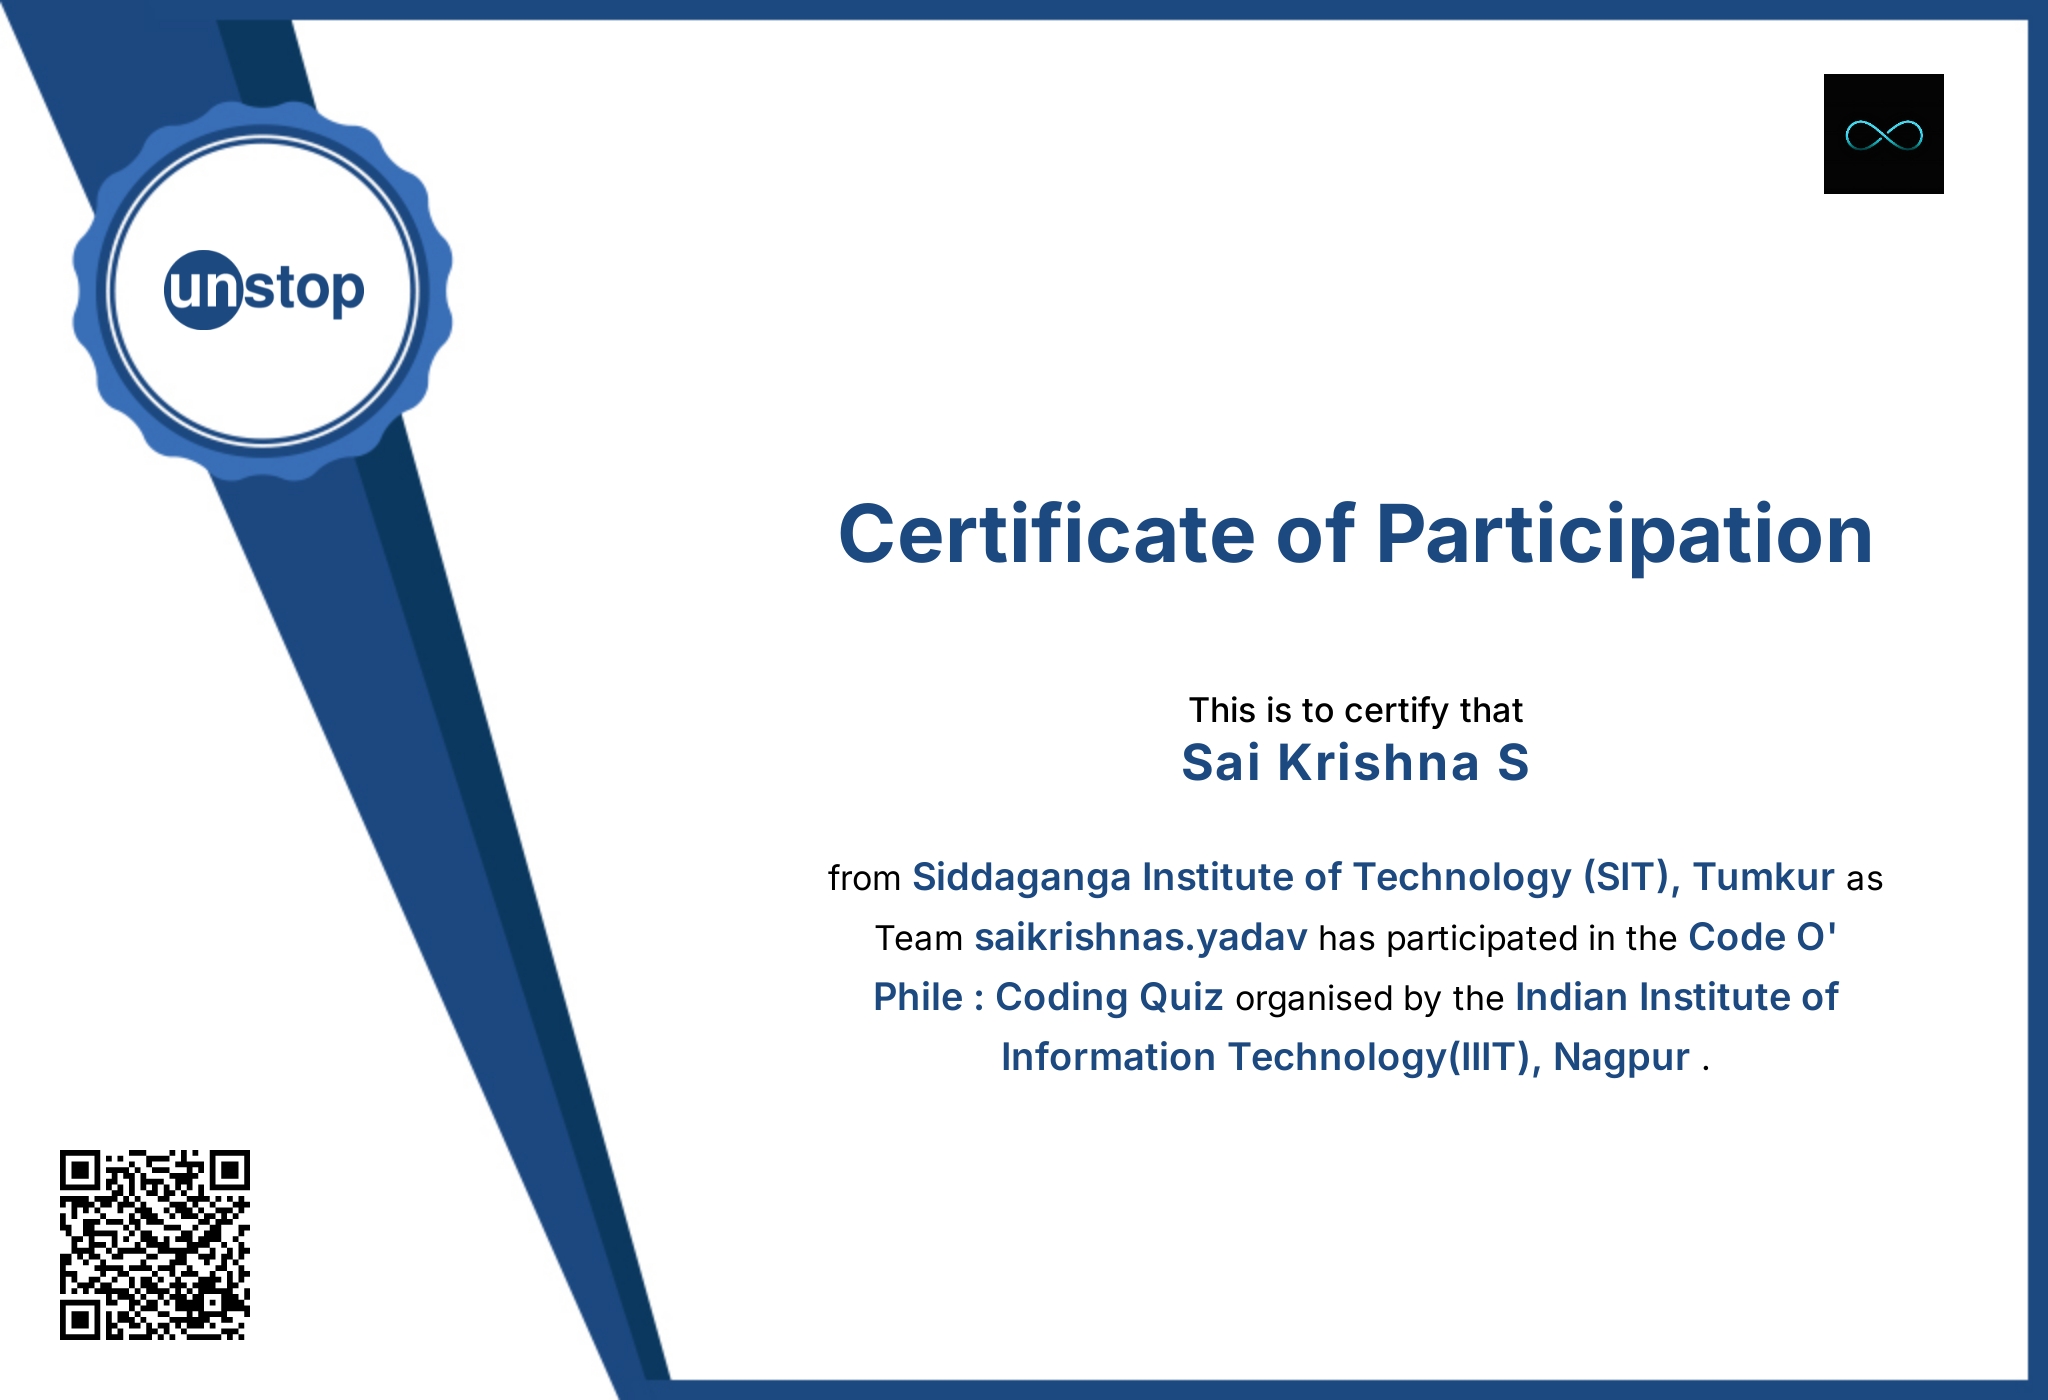 unstop
Certificate of Participation
This is to certify that
Sai Krishna S
from Siddaganga Institute of Technology (SIT), Tumkur as
Team saikrishnas.yadav has participated in the Code O'
Phile : Coding Quiz organised by the Indian Institute of
Information Technology(IIIT), Nagpur .